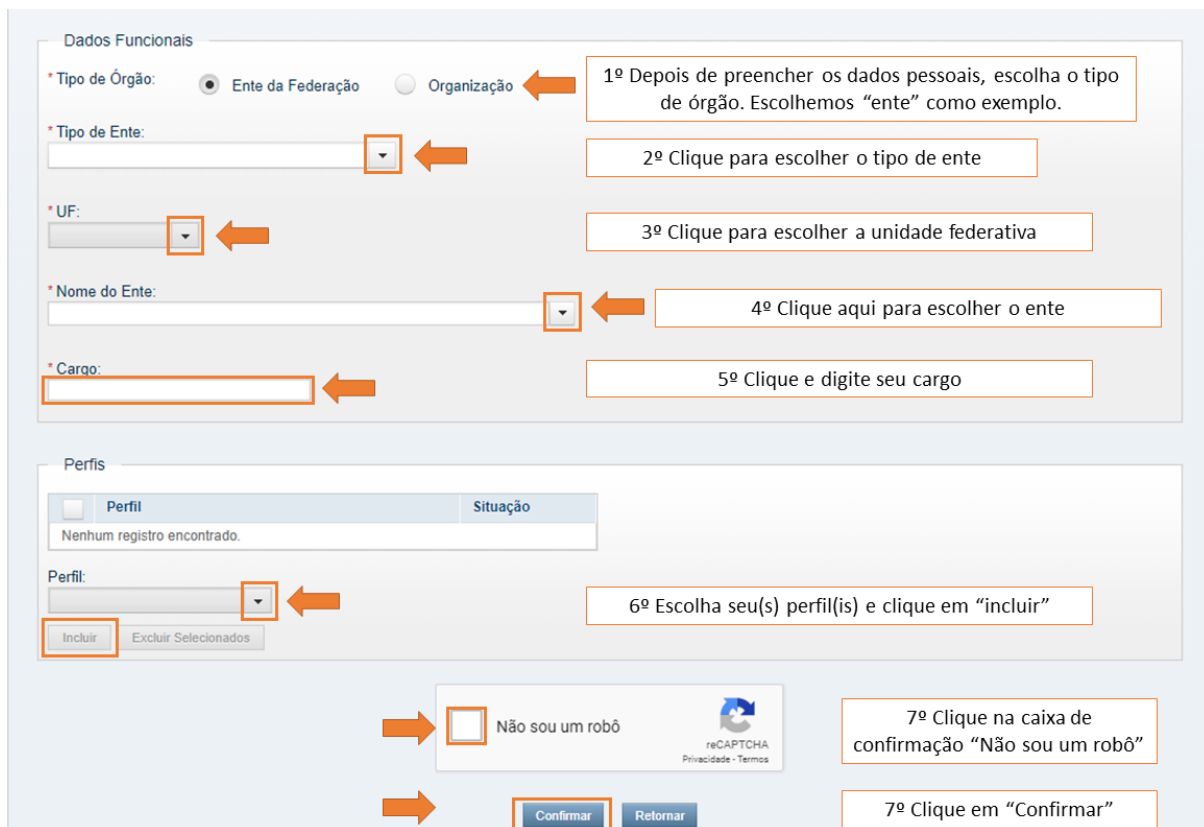 Dados Funcionais
* Tipo de Órgão:
Ente da Federação
Organização
1º Depois de preencher os dados pessoais, escolha o tipo
de órgão. Escolhemos “ente” como exemplo.
* Tipo de Ente:
2º Clique para escolher o tipo de ente
* UF:
3º Clique para escolher a unidade federativa
* Nome do Ente:
4º Clique aqui para escolher o ente
* Cargo:
5º Clique e digite seu cargo
Perfis
Perfil
Situação
Nenhum registro encontrado.
Perfil:
6º Escolha seu(s) perfil(is) e clique em “incluir”
Incluir
Excluir Selecionados
Não sou um robô
reCAPTCHA
Privacidade - Termos
7º Clique na caixa de
confirmação “Não sou um robô”
Confirmar
Retornar
7º Clique em “Confirmar”